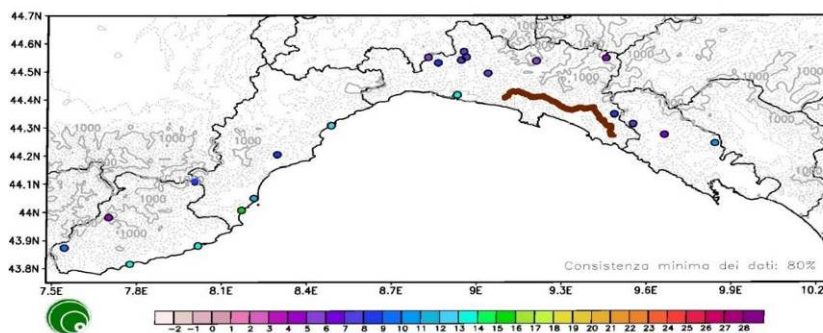 44.7N
44.6N
44.5N
44.4N
44.3N
44.2N
44.1N
44N
43.9N
43.8N
1000
1000
1000
1000
1000
1000
1000
1000
Consistenza minima dei dati: 80%
7.5E 7.8E 8.1E 8.4E 8.7E 9E 9.3E 9.6E 9.9E 10.2
-2 -1 0 1 2 3 4 5 6 7 8 9 10 11 12 13 14 15 16 17 18 19 20 21 22 23 24 25 26 27 28